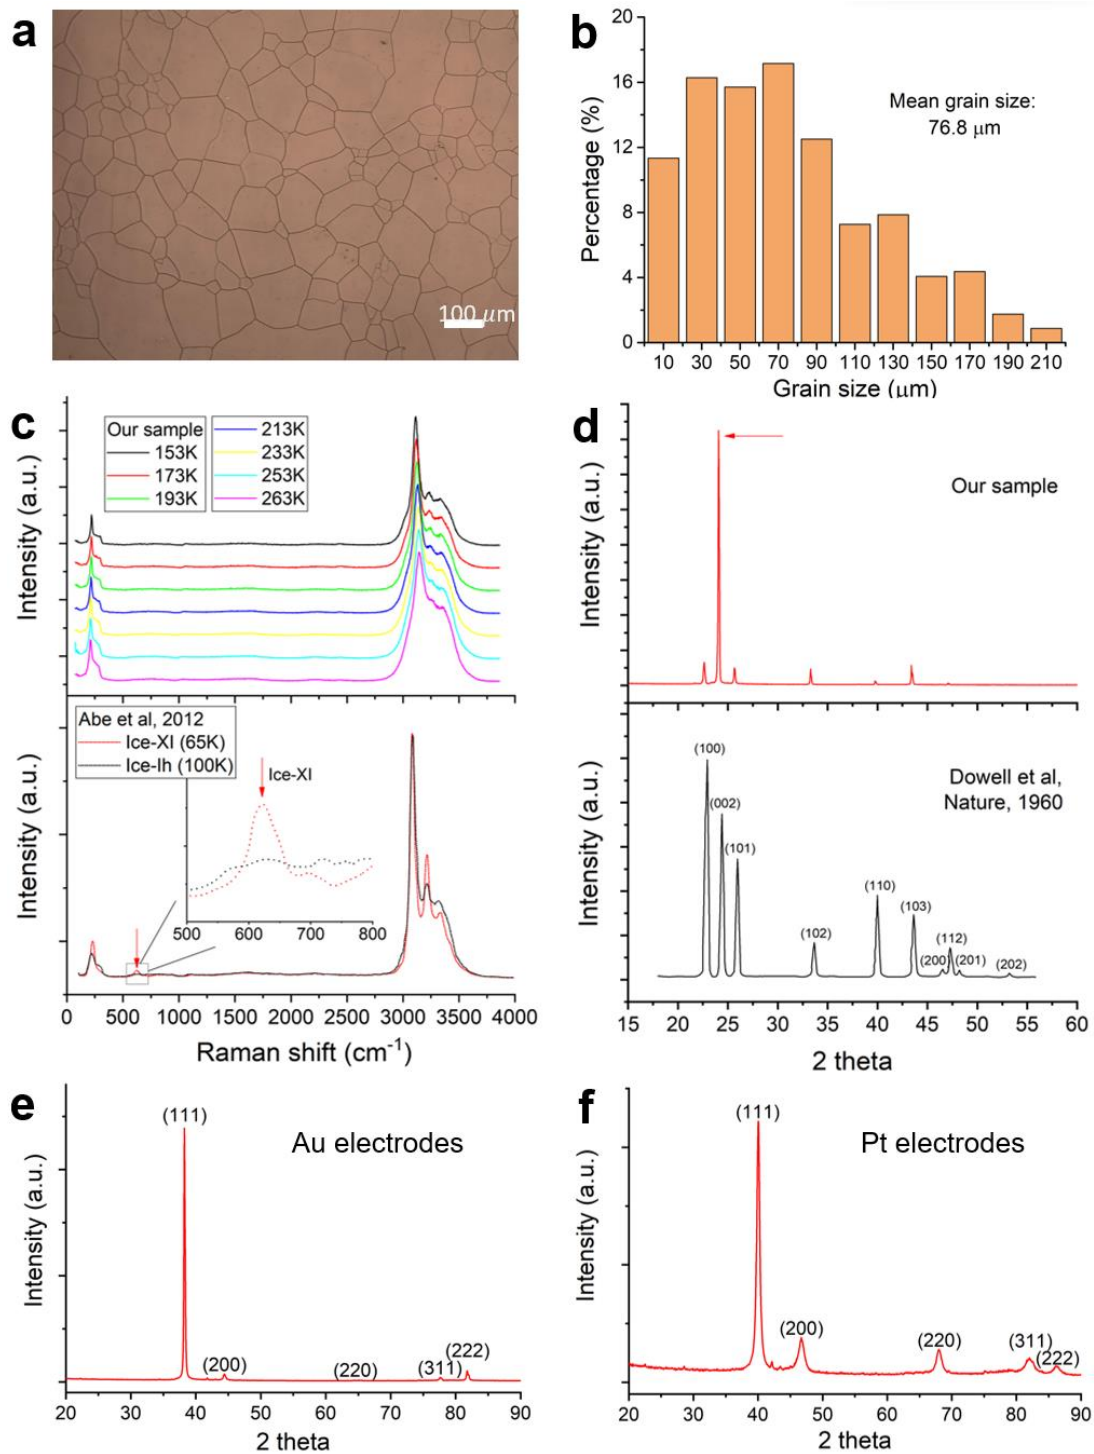 a
100 μm
b
Percentage (%)
20
16
12
8
4
0
Mean grain size:
76.8 μm
10 30 50 70 90 110 130 150 170 190 210
Grain size (μm)
c
Intensity (a.u.)
Our sample
153K
173K
193K
213K
233K
253K
263K
Intensity (a.u.)
Abe et al, 2012
Ice-XI (65K)
Ice-Ih (100K)
Ice-XI
500 600 700 800
0 500 1000 1500 2000 2500 3000 3500 4000
Raman shift (cm-1)
d
Intensity (a.u.)
Our sample
Intensity (a.u.)
Dowell et al,
Nature, 1960
(100)
(002)
(101)
(102)
(110)
(103)
(200)
(112)
(201)
(202)
15 20 25 30 35 40 45 50 55 60
2 theta
e
Intensity (a.u.)
Au electrodes
(111)
(200)
(220)
(311)
(222)
20 30 40 50 60 70 80 90
2 theta
f
Intensity (a.u.)
Pt electrodes
(111)
(200)
(220)
(311)
(222)
20 30 40 50 60 70 80 90
2 theta